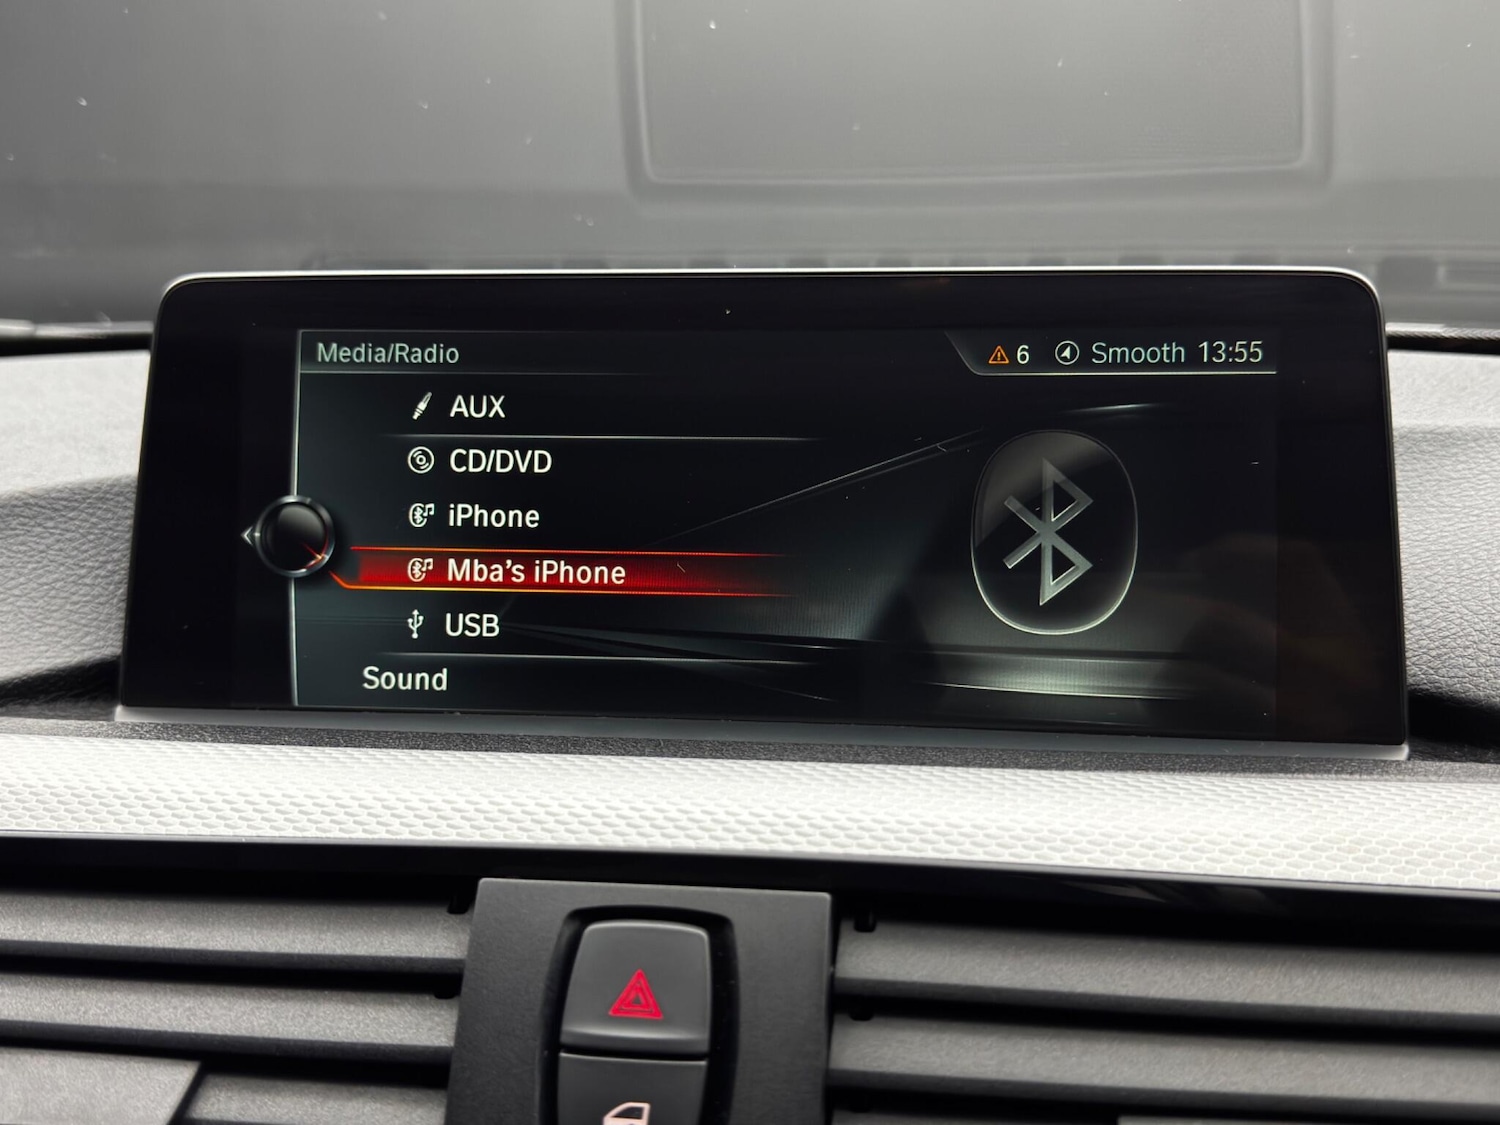 Media/Radio
6 Smooth 13:55
AUX
CD/DVD
iPhone
Mba's iPhone
USB
Sound